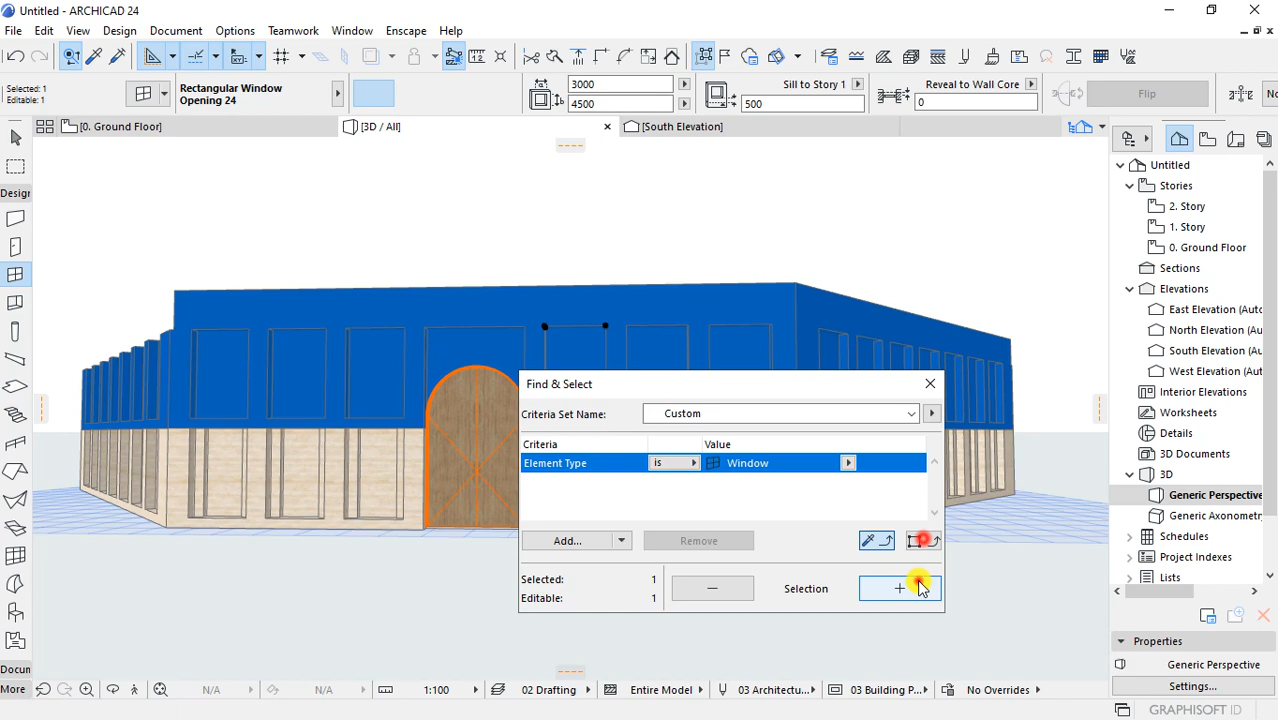 Untitled - ARCHICAD 24
File Edit View Design Document Options Teamwork Window Enscape Help
Selected: 1
Editable: 1
Rectangular Window
Opening 24
3000
4500
Sill to Story 1
500
Reveal to Wall Core
0
Flip
[0. Ground Floor]
[3D / All]
[South Elevation]
Design
Docun
More
Find & Select
Criteria Set Name:
Custom
Criteria
Value
Element Type
is
Window
Add...
Remove
Selected: 1
Editable: 1
Selection
Untitled
Stories
2. Story
1. Story
0. Ground Floor
Sections
Elevations
East Elevation (Auto
North Elevation (Au
South Elevation (Au
West Elevation (Aut
Interior Elevations
Worksheets
Details
3D Documents
3D
Generic Perspective
Generic Axonometry
Schedules
Project Indexes
Lists
Properties
Generic Perspective
Settings...
N/A
N/A
1:100
02 Drafting
Entire Model
03 Architectu...
03 Building P...
No Overrides
GRAPHISOFT ID